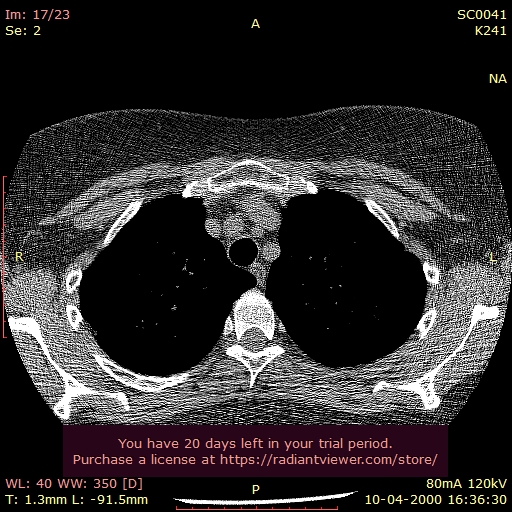 Im: 17/23
Se: 2
A
SC0041
K241
NA
R
L
You have 20 days left in your trial period.
Purchase a license at https://radiantviewer.com/store/
WL: 40 WW: 350 [D]
T: 1.3mm L: -91.5mm
P
80mA 120kV
10-04-2000 16:36:30